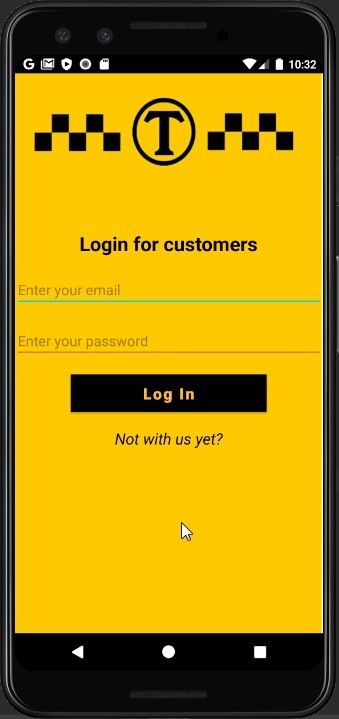 G 10:32
T
Login for customers
Enter your email
Enter your password
Log In
Not with us yet?